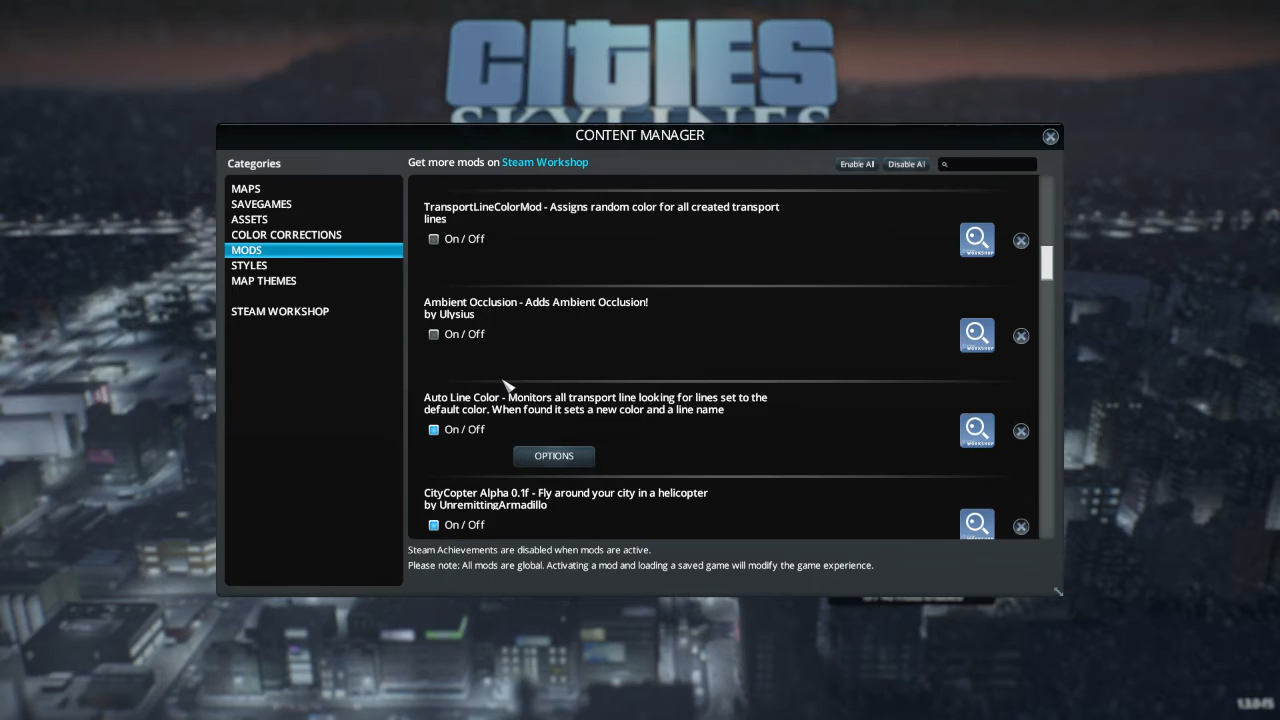 CITIES
SKYLINES
CONTENT MANAGER
Categories
Get more mods on Steam Workshop
Enable All
Disable All
MAPS
SAVEGAMES
ASSETS
COLOR CORRECTIONS
MODS
STYLES
MAP THEMES
STEAM WORKSHOP
TransportLineColorMod - Assigns random color for all created transport
lines
On / Off
WORKSHOP
Ambient Occlusion - Adds Ambient Occlusion!
by Ulysius
On / Off
WORKSHOP
Auto Line Color - Monitors all transport line looking for lines set to the
default color. When found it sets a new color and a line name
On / Off
WORKSHOP
OPTIONS
CityCopter Alpha 0.1f - Fly around your city in a helicopter
by UnremittingArmadillo
On / Off
WORKSHOP
Steam Achievements are disabled when mods are active.
Please note: All mods are global. Activating a mod and loading a saved game will modify the game experience.